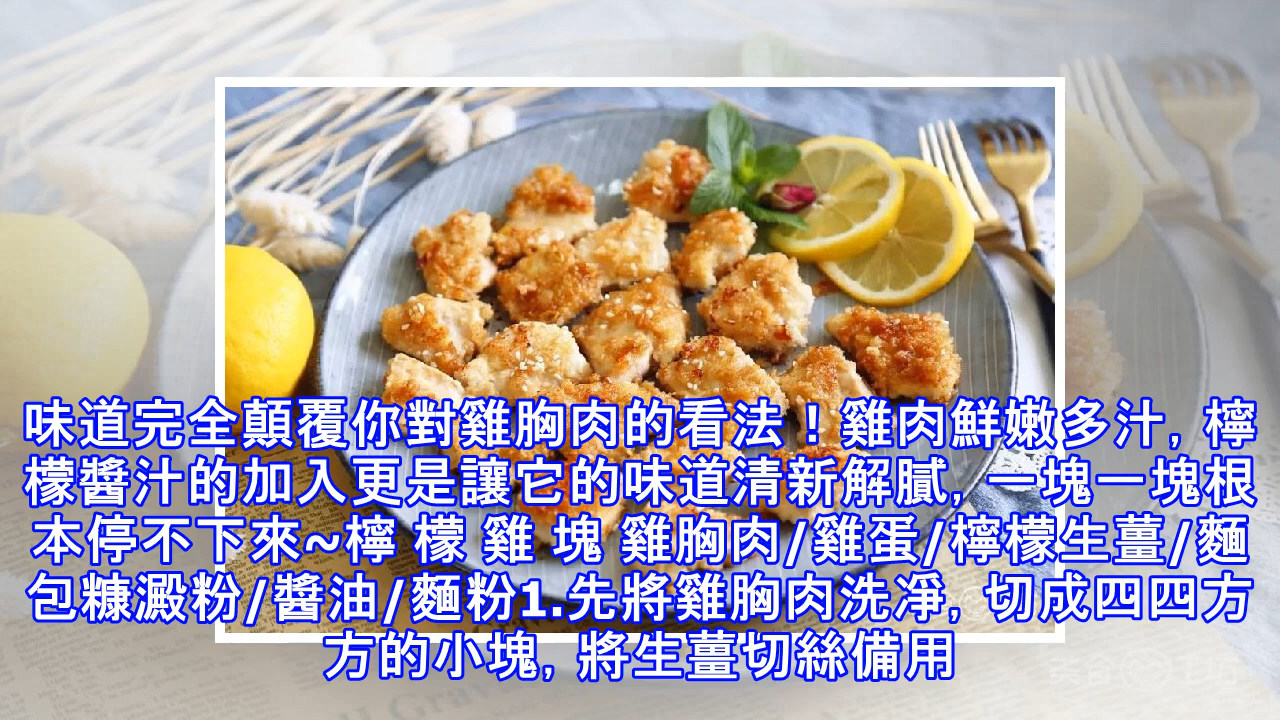 味道完全顛覆你對雞胸肉的看法！雞肉鮮嫩多汁, 檸
檬醬汁的加入更是讓它的味道清新解膩, 一塊一塊根
本停不下來~檸 檬 雞 塊 雞胸肉/雞蛋/檸檬生薑/麵
包糠澱粉/醬油/麵粉1.先將雞胸肉洗淨, 切成四四方
方的小塊, 將生薑切絲備用